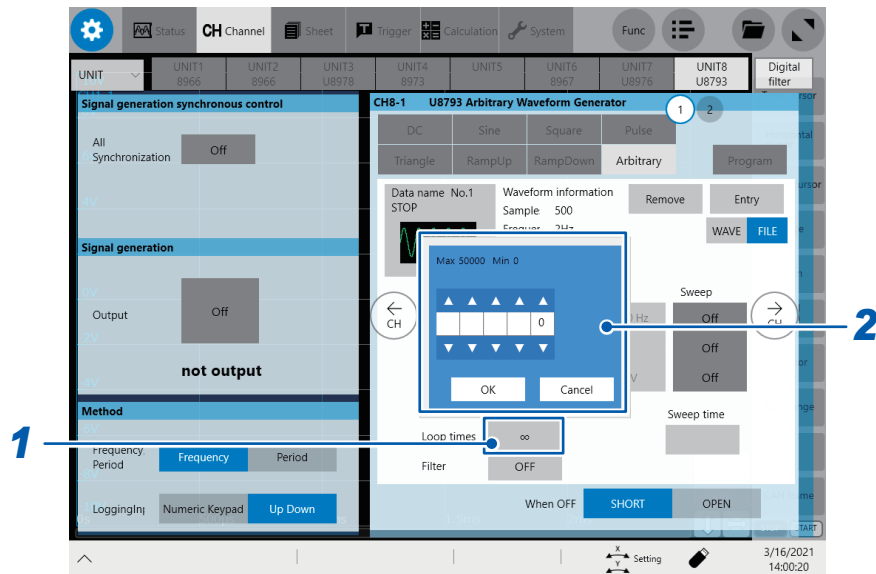 Status CH Channel Sheet Trigger Calculation System Func
UNIT UNIT1 UNIT2 UNIT3 UNIT4 UNIT5 UNIT6 UNIT7 UNIT8 Digital
8966 8966 U8978 8973 8967 U8976 U8793 filter
Signal generation synchronous control
CH8-1 U8793 Arbitrary Waveform Generator
1 2
DC Sine Square Pulse
All
Synchronization Off
Triangle RampUp RampDown Arbitrary Program
Data name No.1 Waveform information Remove Entry
STOP Sample 500
2Hz WAVE FILE
Signal generation
Max 50000 Min 0
Output Off
not output
← CH
0
Sweep
Hz Off
Off
V Off
→ CH
2
OK Cancel
Method
1
Loop times ∞
Sweep time
Frequency.
Period Frequency Period
Filter OFF
LoggingInj Numeric Keypad Up Down
When OFF SHORT OPEN
X
Y Setting
3/16/2021
14:00:20